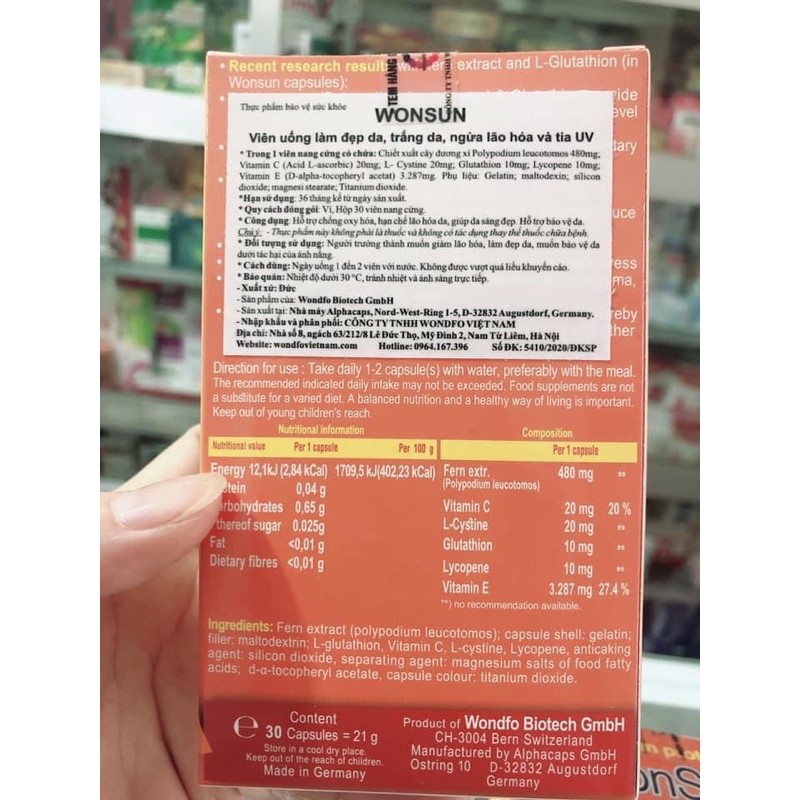 • Recent research result
extract and L-Glutathion (in
Wonsun capsules):
TEM HÀNG
Thực phẩm bảo vệ sức khỏe
WONSUN
Viên uống làm đẹp da, trắng da, ngừa lão hóa và tia UV
* Trong 1 viên nang cứng có chứa: Chiết xuất cây dương xỉ Polypodium leucotomos 480mg;
Vitamin C (Acid L-ascorbic) 20mg; L- Cystine 20mg; Glutathion 10mg; Lycopene 10mg;
Vitamin E (D-alpha-tocopheryl acetat) 3.287mg. Phụ liệu: Gelatin; maltodexin; silicon
dioxide; magnesi stearate; Titanium dioxide.
*Hạn sử dụng: 36 tháng kể từ ngày sản xuất.
* Quy cách đóng gói: Vỉ, Hộp 30 viên nang cứng.
* Công dụng: Hỗ trợ chống oxy hóa, hạn chế lão hóa da, giúp da sáng đẹp. Hỗ trợ bảo vệ da.
Chú ý: - Thực phẩm này không phải là thuốc và không có tác dụng thay thế thuốc chữa bệnh.
* Đối tượng sử dụng: Người trưởng thành muốn giảm lão hóa, làm đẹp da, muốn bảo vệ da
dưới tác hại của ánh nắng.
* Cách dùng: Ngày uống 1 đến 2 viên với nước. Không được vượt quá liều khuyến cáo.
* Bảo quản: Nhiệt độ dưới 30 °C, tránh nhiệt và ánh sáng trực tiếp.
- Xuất xứ: Đức
- Sản phẩm của: Wondfo Biotech GmbH
- Sản xuất tại: Nhà máy Alphacaps, Nord-West-Ring 1-5, D-32832 Augustdorf, Germany.
- Nhập khẩu và phân phối: CÔNG TY TNHH WONDFO VIỆT NAM
Địa chỉ: Nhà số 8, ngách 63/212/8 Lê Đức Thọ, Mỹ Đình 2, Nam Từ Liêm, Hà Nội
Website: wondfovietnam.com Hotline: 0964.167.396 Số ĐK: 5410/2020/ĐKSP
Direction for use : Take daily 1-2 capsule(s) with water, preferably with the meal.
The recommended indicated daily intake may not be exceeded. Food supplements are not
a substitute for a varied diet. A balanced nutrition and a healthy way of living is important.
Keep out of young children's reach.
Nutritional information
Nutritional value Per 1 capsule Per 100 g
Energy 12,1kJ (2,84 kCal) 1709,5 kJ(402,23 kCal)
otein 0,04 g
arbohydrates 0,65 g
thereof sugar 0.025g
Fat <0,01 g
Dietary fibres <0,01 g
Composition
Per 1 capsule
Fern extr. 480 mg **
(Polypodium leucotomos)
Vitamin C 20 mg 20 %
L-Cystine 20 mg **
Glutathion 10 mg **
Lycopene 10 mg **
Vitamin E 3.287 mg 27.4 %
**) no recommendation available.
Ingredients: Fern extract (polypodium leucotomos); capsule shell: gelatin;
filler: maltodextrin; L-glutathion, Vitamin C, L-cystine, Lycopene, anticaking
agent: silicon dioxide, separating agent: magnesium salts of food fatty
acids; d-α-tocopheryl acetate, capsule colour: titanium dioxide.
Content
℮ 30 Capsules = 21 g
Store in a cool dry place.
Keep out of the reach of children.
Made in Germany
Product of Wondfo Biotech GmbH
CH-3004 Bern Switzerland
Manufactured by Alphacaps GmbH
Ostring 10 D-32832 Augustdorf
Germany